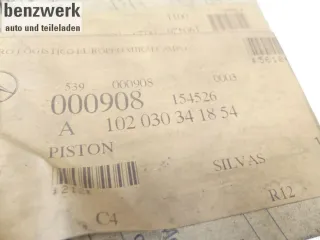 benzwerk
auto und teileladen
539 000908 0003
000908 154526
A 102 030 34 18 54
PISTON
SILVAS
C4 R12